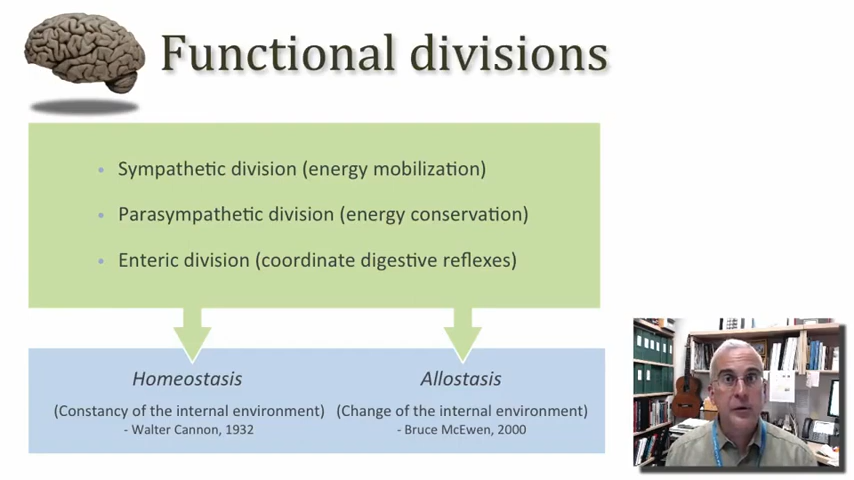 Functional divisions
• Sympathetic division (energy mobilization)
• Parasympathetic division (energy conservation)
• Enteric division (coordinate digestive reflexes)
Homeostasis
(Constancy of the internal environment)
- Walter Cannon, 1932
Allostasis
(Change of the internal environment)
- Bruce McEwen, 2000